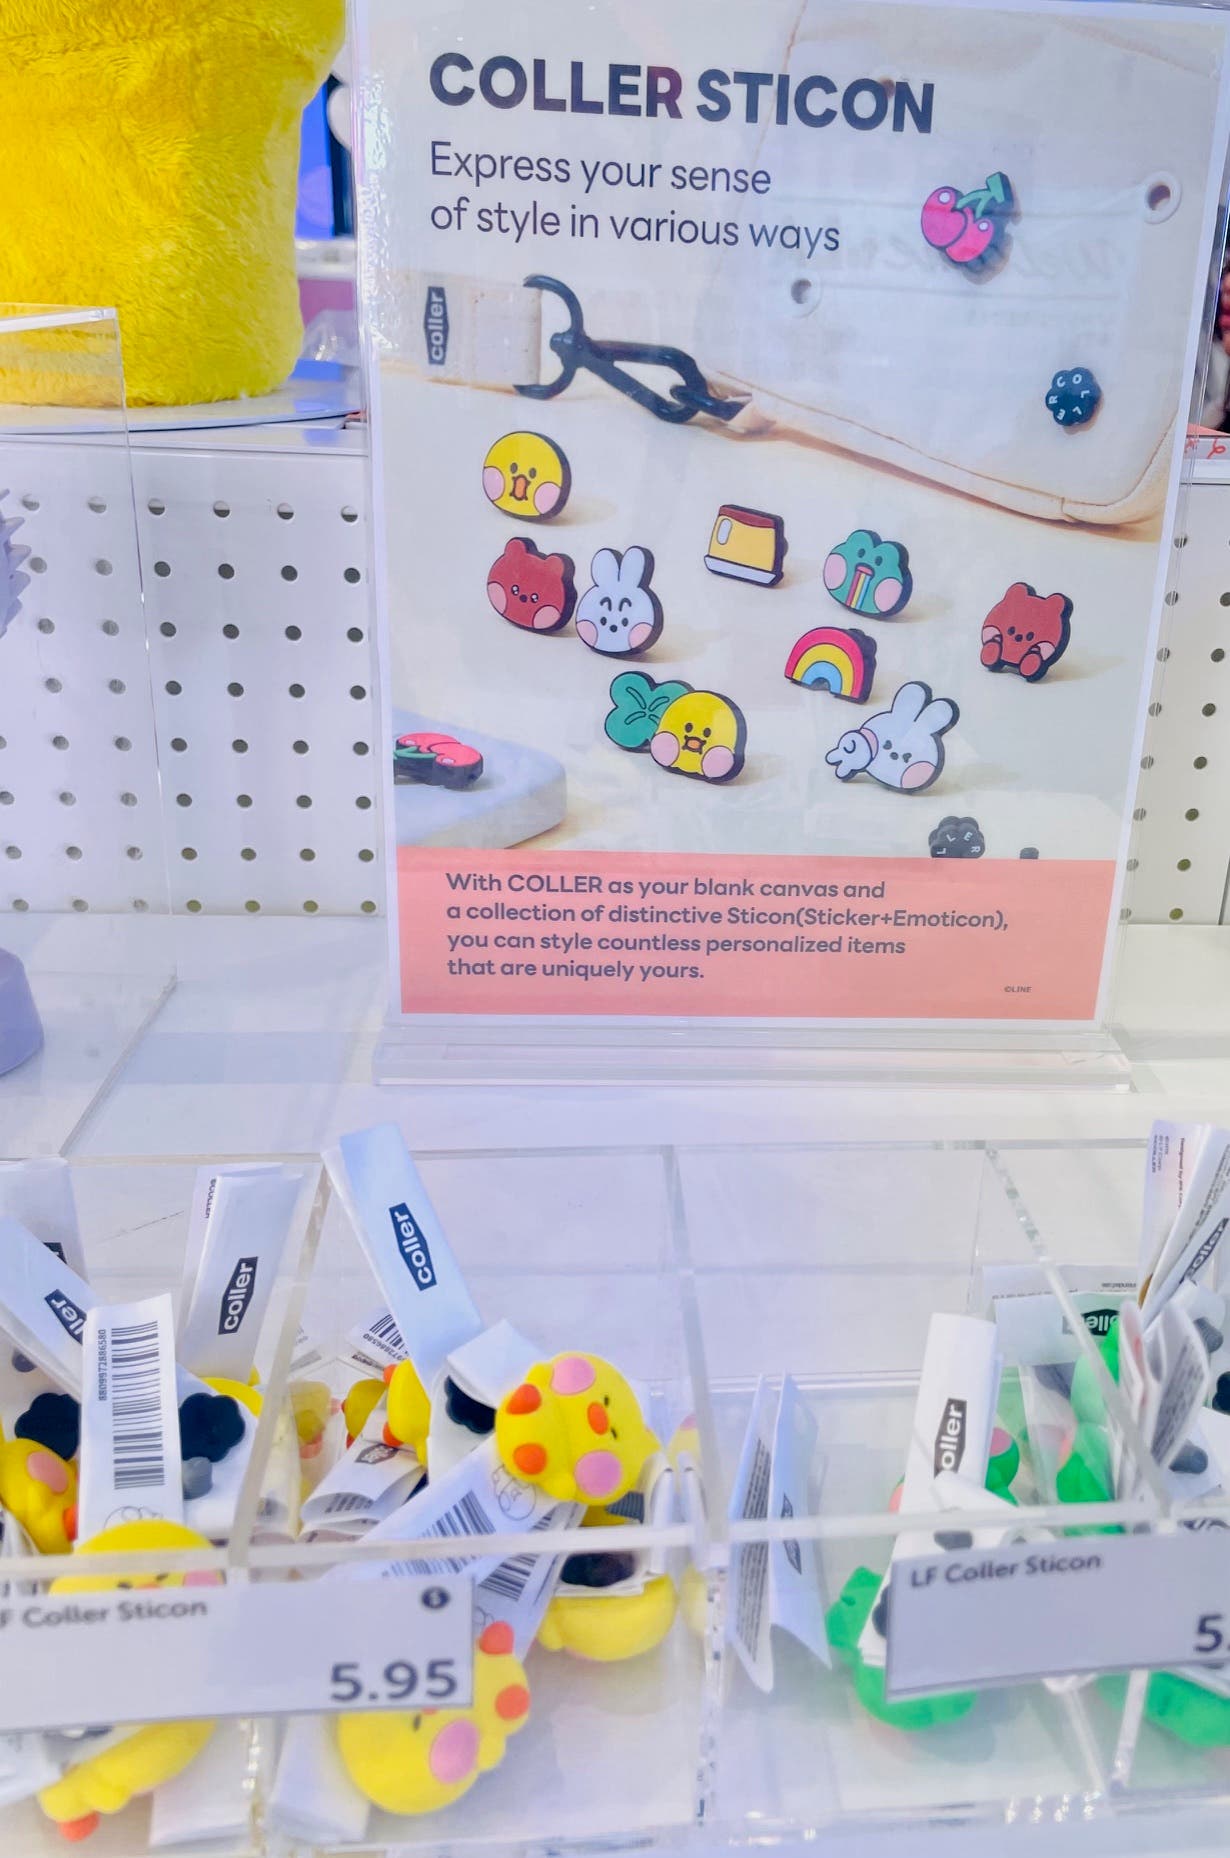 COLLER STICON
Express your sense
of style in various ways
coller
COLLER
With COLLER as your blank canvas and
a collection of distinctive Sticon(Sticker+Emoticon),
you can style countless personalized items
that are uniquely yours.
©LINE
coller
coller
8809972886580
LF Coller Sticon
F Coller Sticon
5.95
5.